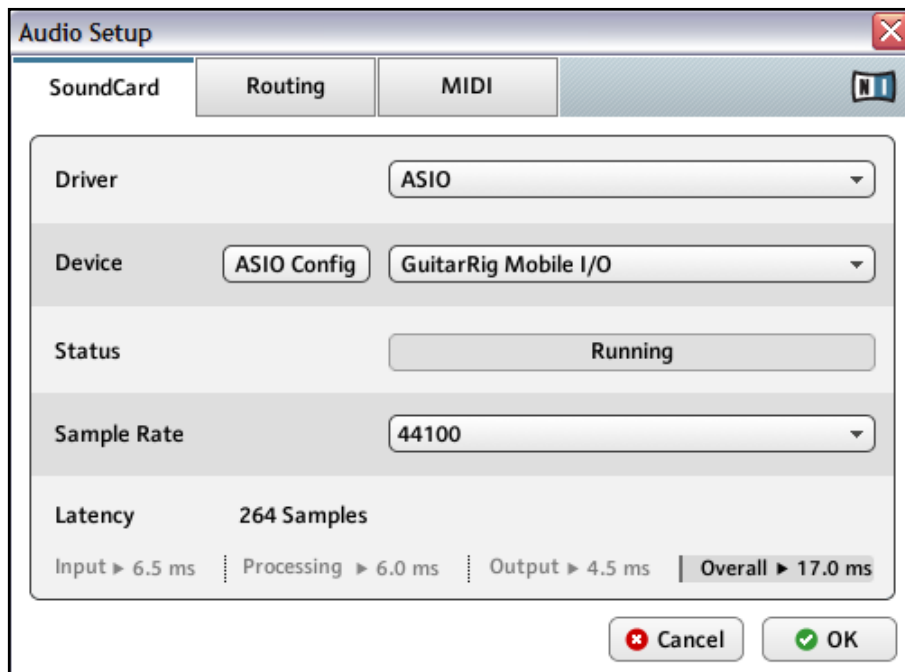 Audio Setup
SoundCard Routing MIDI NI
Driver ASIO
Device ASIO Config GuitarRig Mobile I/O
Status Running
Sample Rate 44100
Latency 264 Samples
Input ▸ 6.5 ms Processing ▸ 6.0 ms Output ▸ 4.5 ms Overall ▸ 17.0 ms
Cancel OK